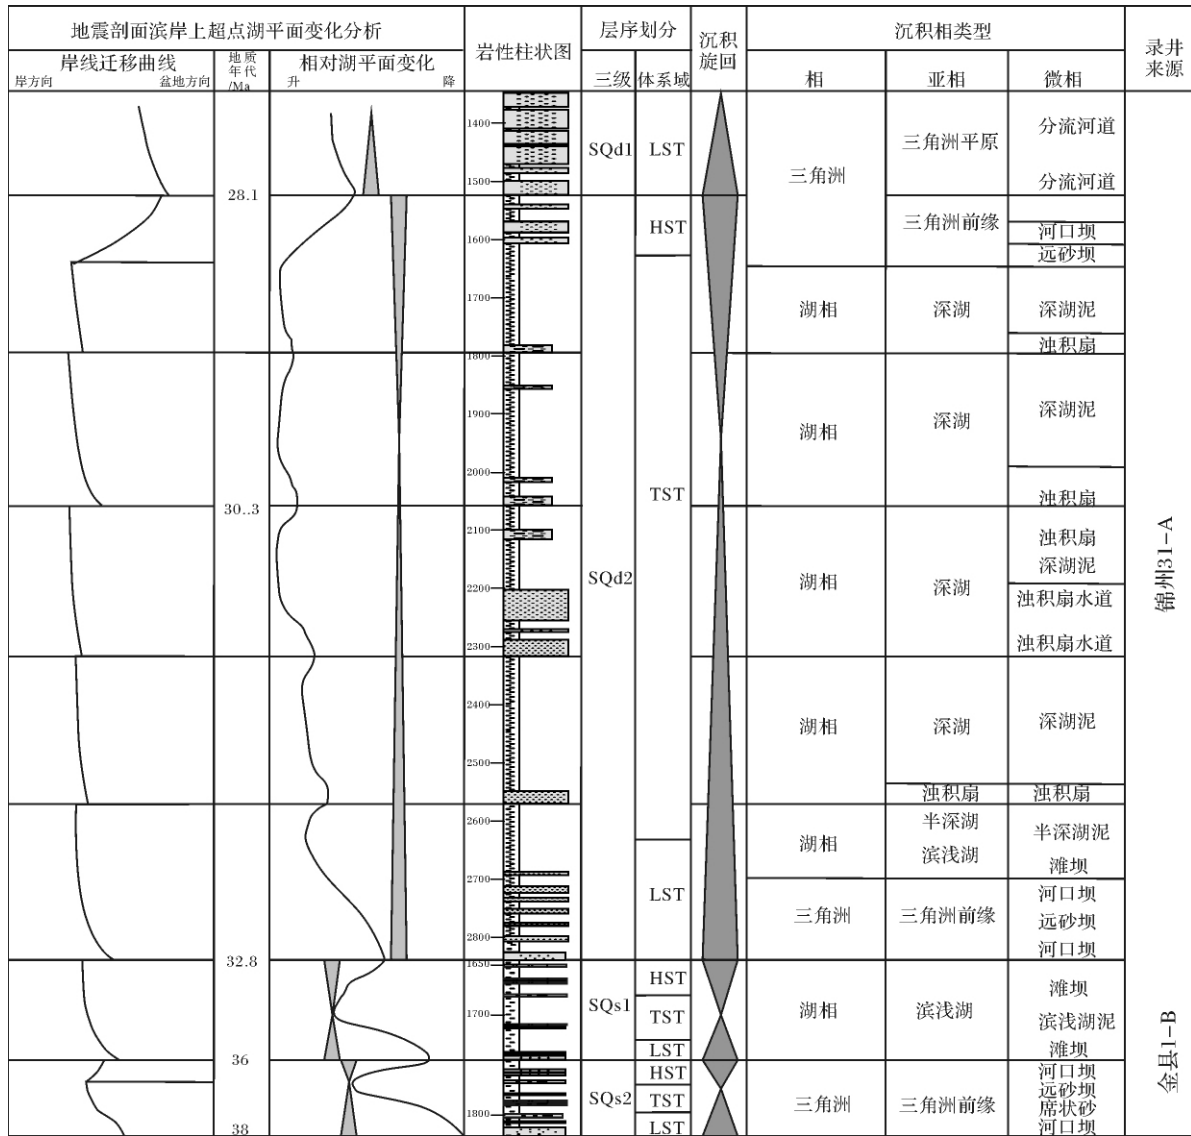 地震剖面滨岸上超点湖平面变化分析
岩性柱状图
层序划分
沉积
旋回
沉积相类型
录井
来源
岸线迁移曲线
岸方向
盆地方向
地质
年代
/Ma
相对湖平面变化
升
降
三级
体系域
相
亚相
微相
28.1
30..3
32.8
36
38
1400
1500
1600
1700
1800
1900
2000
2100
2200
2300
2400
2500
2600
2700
2800
1650
1700
1800
SQd1
SQd2
SQs1
SQs2
LST
HST
TST
LST
HST
TST
LST
HST
TST
LST
三角洲
湖相
湖相
湖相
湖相
湖相
三角洲
湖相
三角洲
三角洲平原
三角洲前缘
深湖
深湖
深湖
深湖
浊积扇
半深湖
滨浅湖
三角洲前缘
滨浅湖
三角洲前缘
分流河道
分流河道
河口坝
远砂坝
深湖泥
浊积扇
深湖泥
浊积扇
浊积扇
深湖泥
浊积扇水道
浊积扇水道
深湖泥
浊积扇
半深湖泥
滩坝
河口坝
远砂坝
河口坝
滩坝
滨浅湖泥
滩坝
河口坝
远砂坝
席状砂
河口坝
锦州31-A
金县1-B